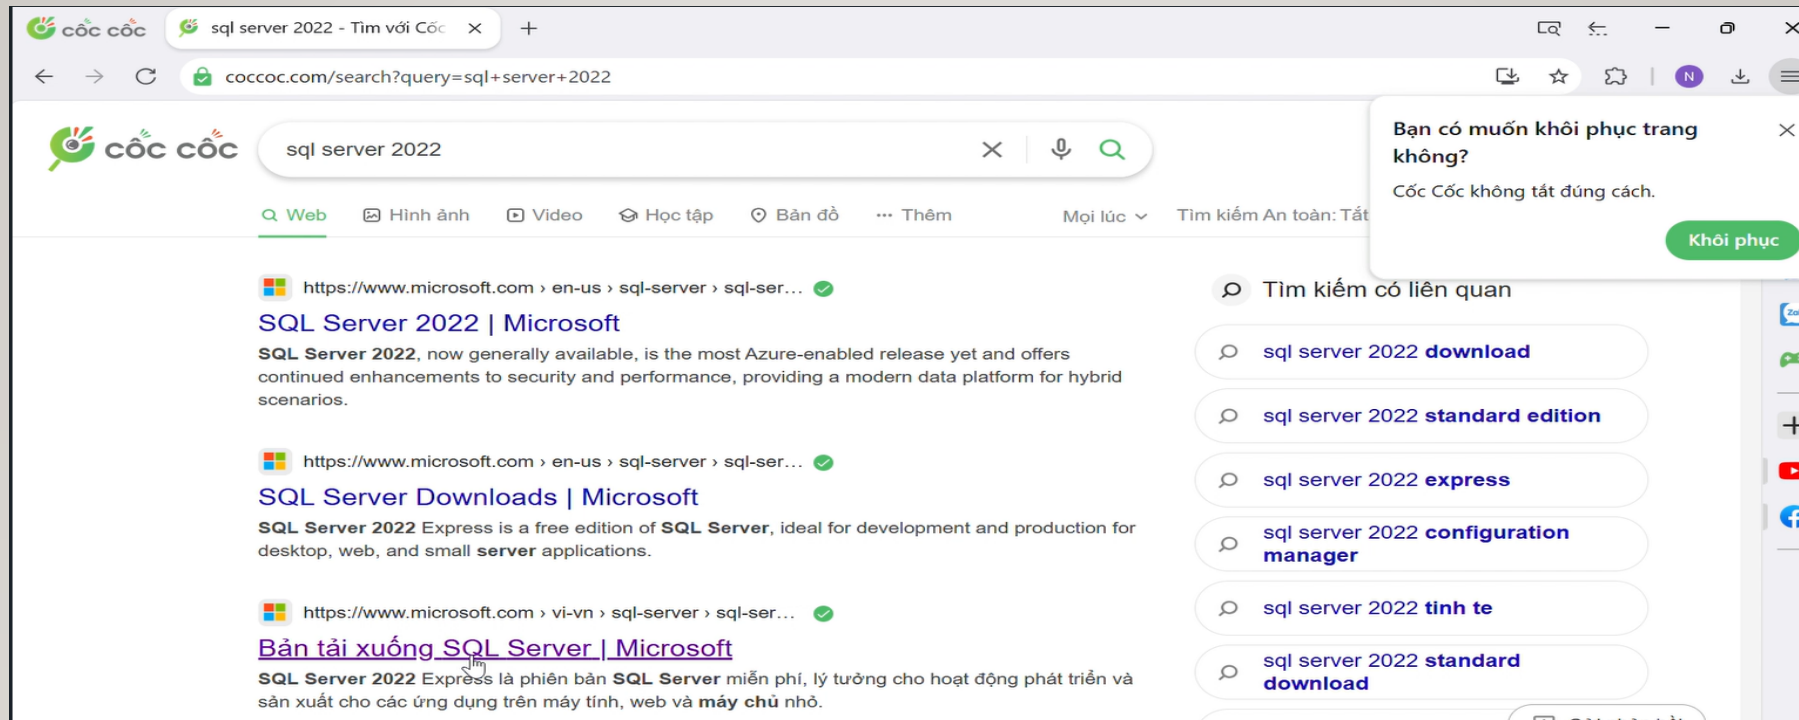 cốc cốc
sql server 2022 - Tìm với Cốc
coccoc.com/search?query=sql+server+2022
N
Bạn có muốn khôi phục trang không?
Cốc Cốc không tắt đúng cách.
Khôi phục
cốc cốc
sql server 2022
Web
Hình ảnh
Video
Học tập
Bản đồ
Thêm
Mọi lúc
Tìm kiếm An toàn: Tắt
https://www.microsoft.com › en-us › sql-server › sql-ser...
SQL Server 2022 | Microsoft
SQL Server 2022, now generally available, is the most Azure-enabled release yet and offers
continued enhancements to security and performance, providing a modern data platform for hybrid
scenarios.
https://www.microsoft.com › en-us › sql-server › sql-ser...
SQL Server Downloads | Microsoft
SQL Server 2022 Express is a free edition of SQL Server, ideal for development and production for
desktop, web, and small server applications.
https://www.microsoft.com › vi-vn › sql-server › sql-ser...
Bản tải xuống SQL Server | Microsoft
SQL Server 2022 Express là phiên bản SQL Server miễn phí, lý tưởng cho hoạt động phát triển và
sản xuất cho các ứng dụng trên máy tính, web và máy chủ nhỏ.
Tìm kiếm có liên quan
sql server 2022 download
sql server 2022 standard edition
sql server 2022 express
sql server 2022 configuration
manager
sql server 2022 tinh te
sql server 2022 standard
download